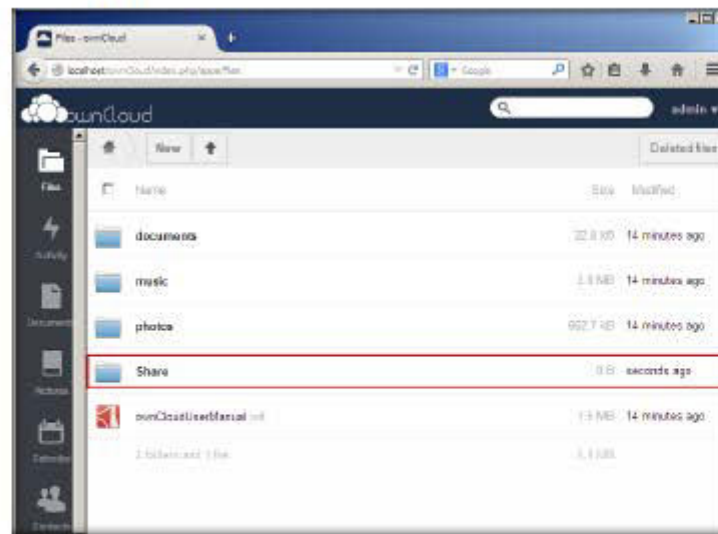 Files - ownCloud
localhost/ownCloud/index.php/apps/files
Google
ownCloud
admin
Files
New
Deleted files
Name
Size Modified
Activity
documents
14 minutes ago
music
14 minutes ago
Documents
photos
14 minutes ago
Pictures
Share
0 B seconds ago
ownCloudUserManual
14 minutes ago
Calendar
Contacts